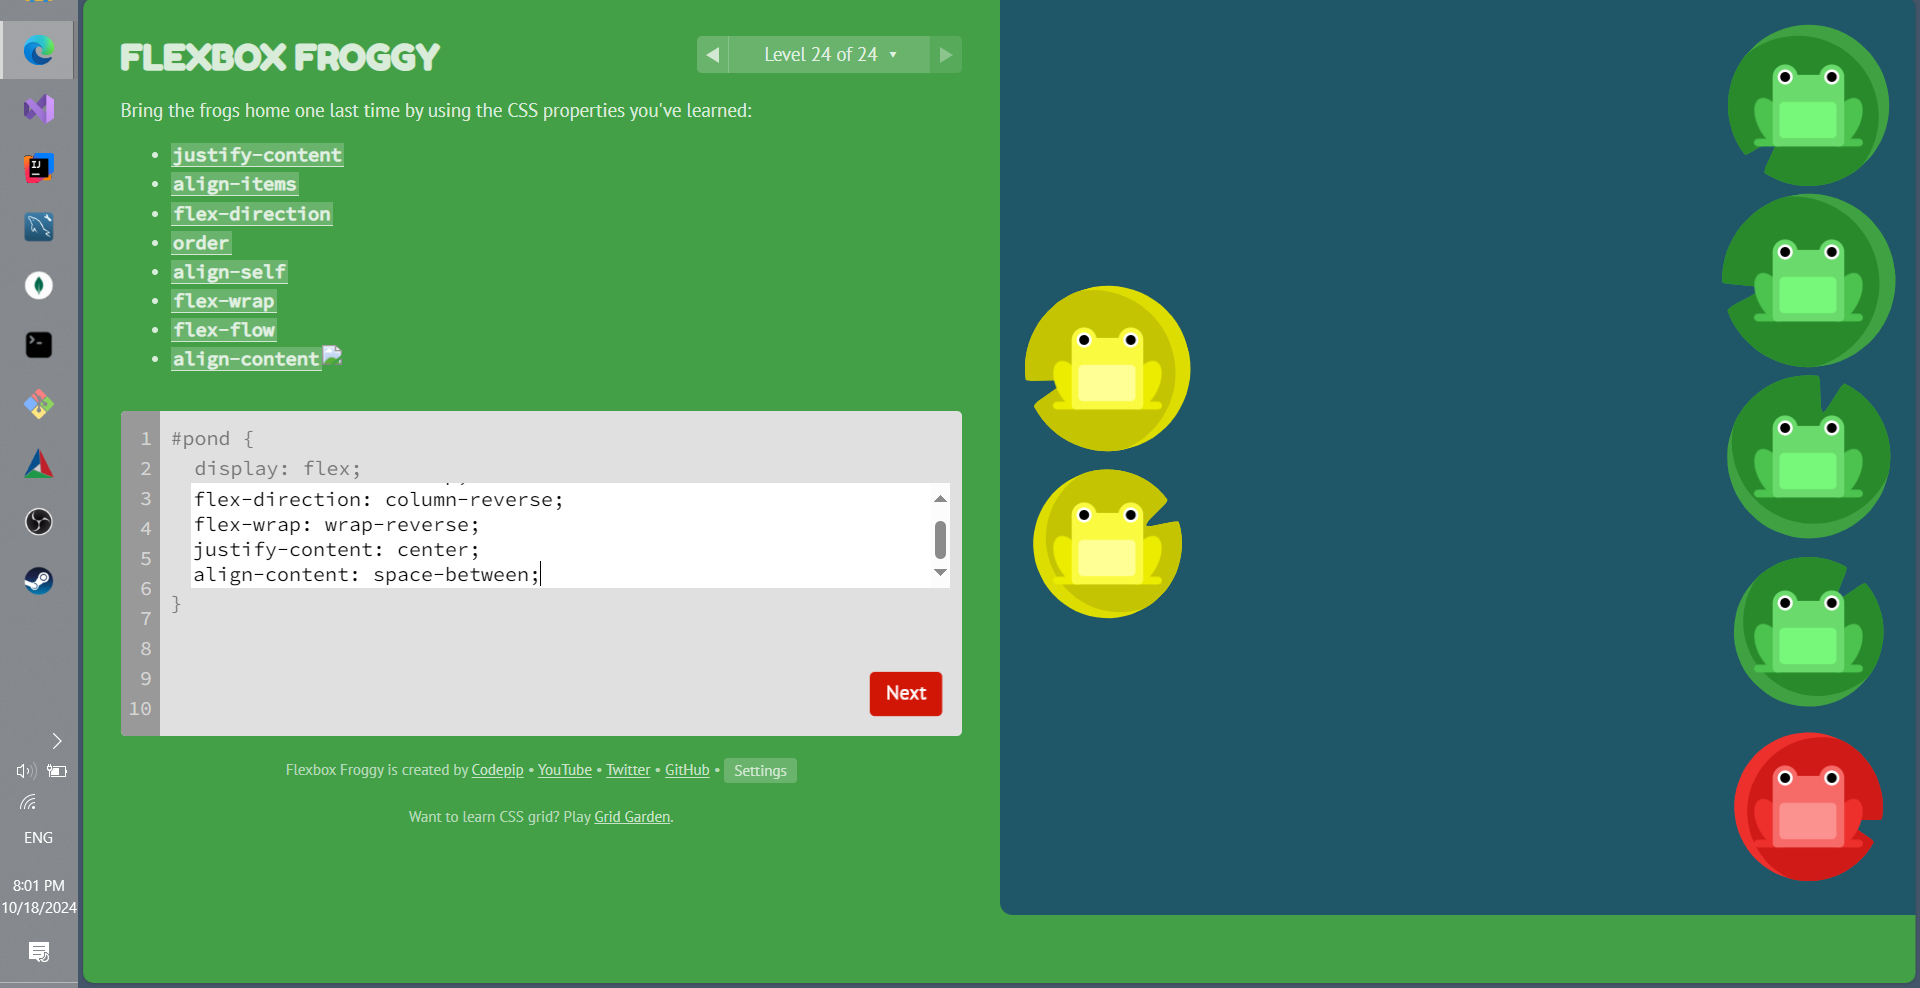 FLEXBOX FROGGY
Level 24 of 24
Bring the frogs home one last time by using the CSS properties you've learned:
justify-content
align-items
flex-direction
order
align-self
flex-wrap
flex-flow
align-content
1 #pond {
2 display: flex;
3 flex-direction: column-reverse;
4 flex-wrap: wrap-reverse;
5 justify-content: center;
6 align-content: space-between;
7 }
8
9
10
Next
Flexbox Froggy is created by Codepip • YouTube • Twitter • GitHub • Settings
Want to learn CSS grid? Play Grid Garden.
IJ
ENG
8:01 PM
10/18/2024